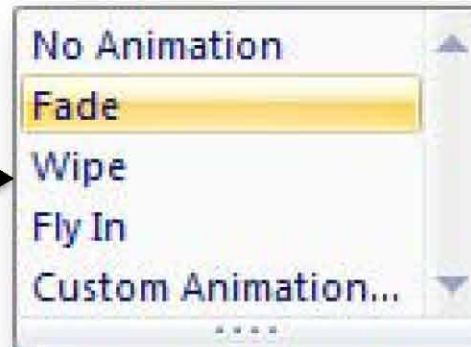 No Animation
Fade
Wipe
Fly In
Custom Animation...